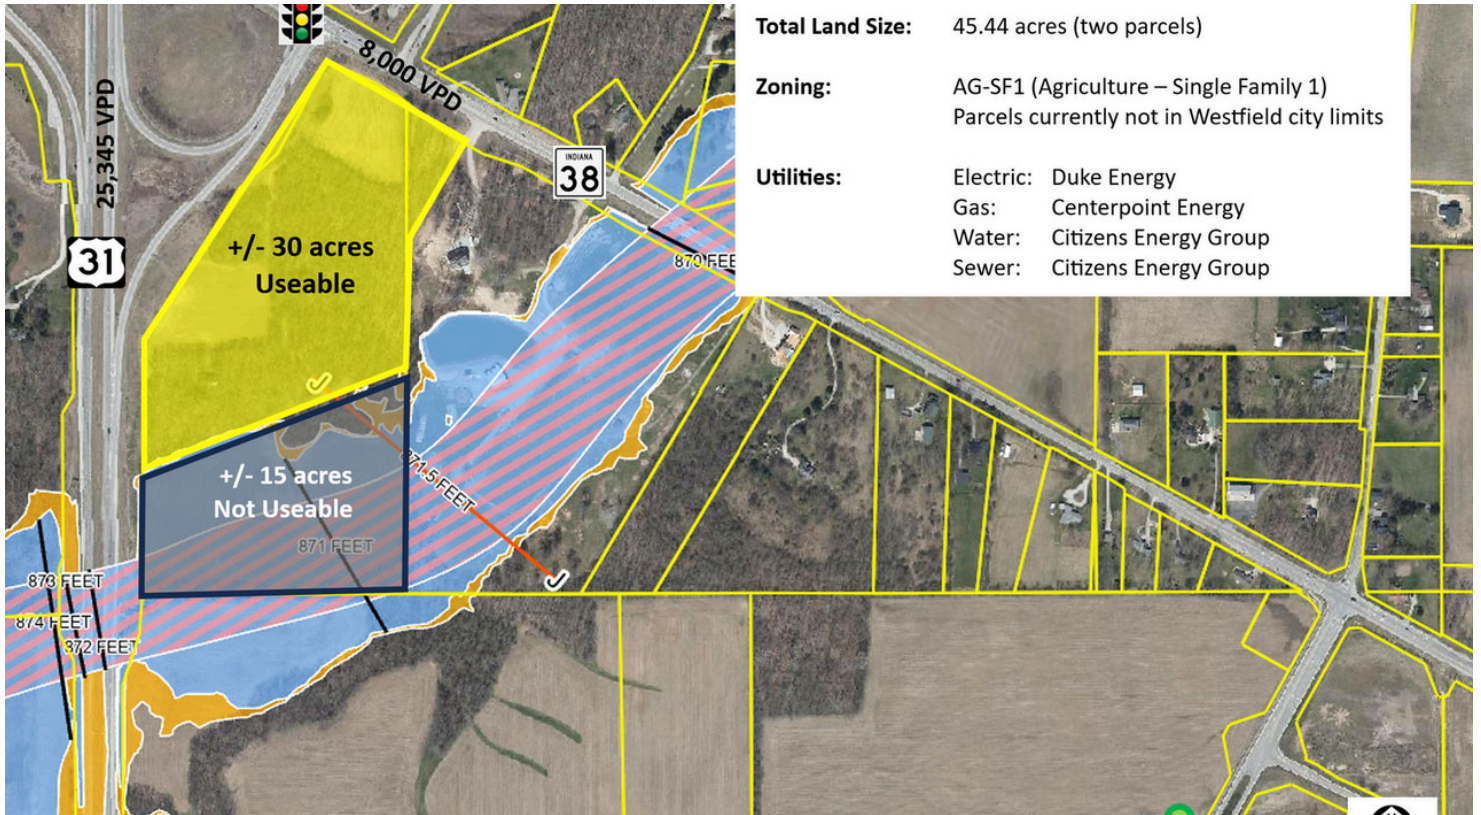 Total Land Size: 45.44 acres (two parcels)
Zoning: AG-SF1 (Agriculture – Single Family 1)
Parcels currently not in Westfield city limits
Utilities: Electric: Duke Energy
Gas: Centerpoint Energy
Water: Citizens Energy Group
Sewer: Citizens Energy Group
8,000 VPD
25,345 VPD
INDIANA
38
31
+/- 30 acres
Useable
870 FEE
+/- 15 acres
Not Useable
871.5 FEET
871 FEET
873 FEET
874 FEET
872 FEET